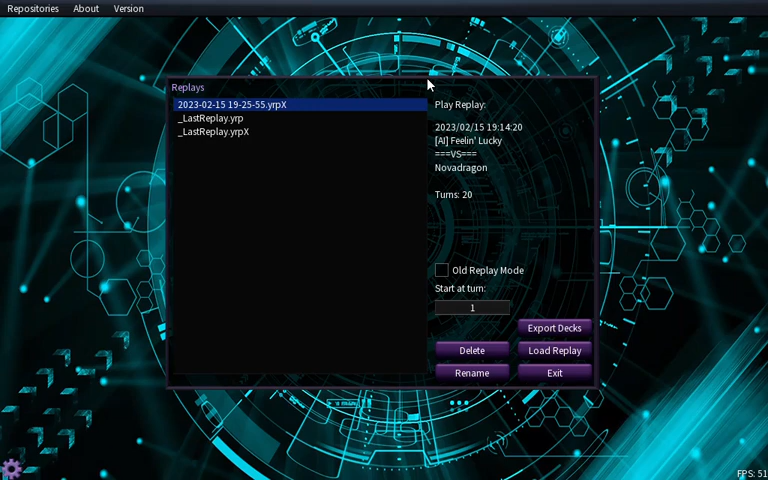 Repositories About Version
Replays
2023-02-15 19-25-55.yrpX
_LastReplay.yrp
_LastReplay.yrpX
Play Replay:
2023/02/15 19:14:20
[AI] Feelin' Lucky
===VS===
Novadragon
Turns: 20
Old Replay Mode
Start at turn:
1
Export Decks
Delete Load Replay
Rename Exit
FPS: 51